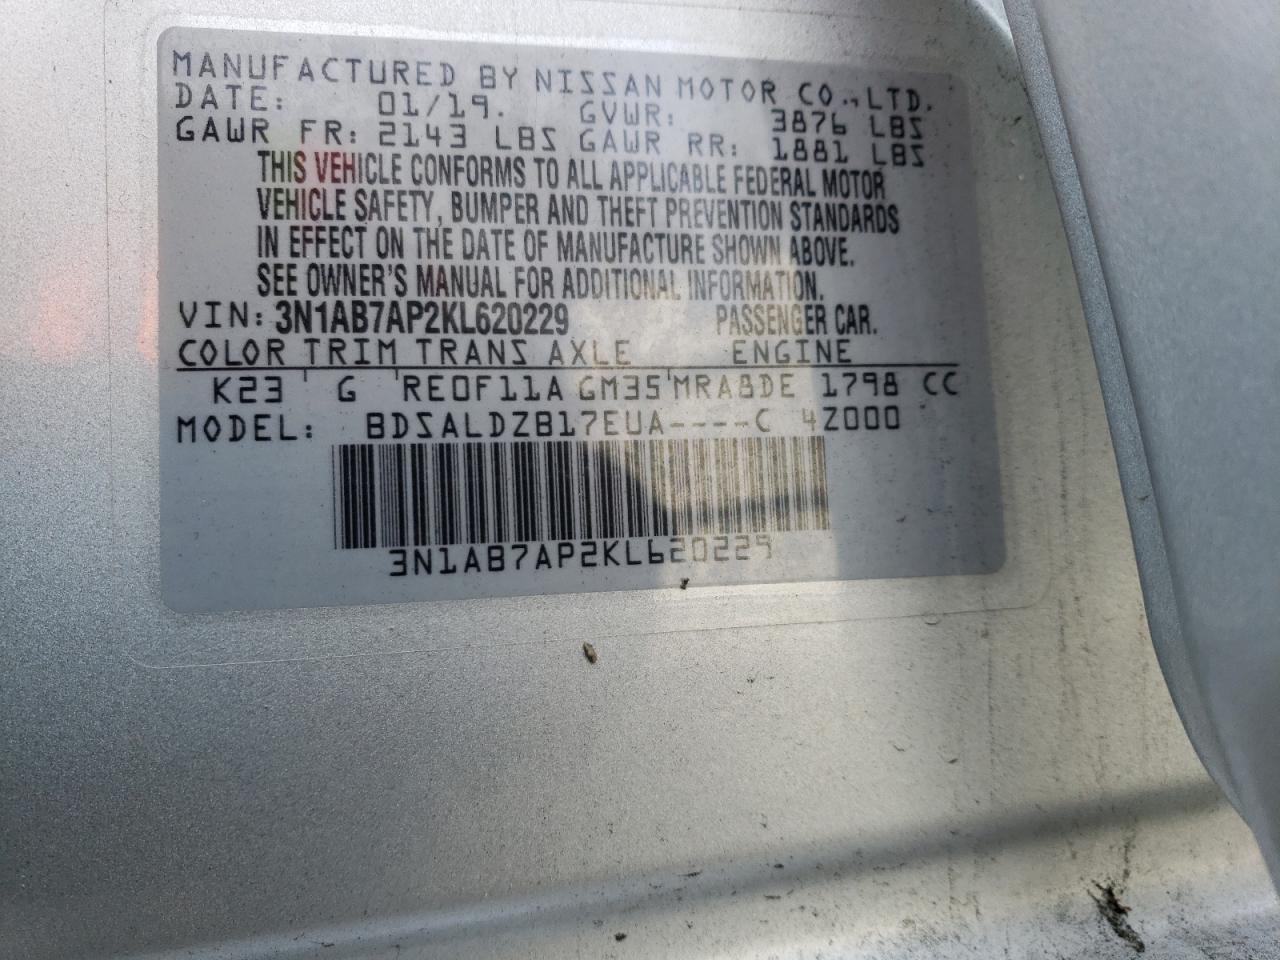 MANUFACTURED BY NISSAN MOTOR CO.,LTD.
DATE: 01/19. GVWR: 3876 LBS
GAWR FR: 2143 LBS GAWR RR: 1881 LBS
THIS VEHICLE CONFORMS TO ALL APPLICABLE FEDERAL MOTOR
VEHICLE SAFETY, BUMPER AND THEFT PREVENTION STANDARDS
IN EFFECT ON THE DATE OF MANUFACTURE SHOWN ABOVE.
SEE OWNER'S MANUAL FOR ADDITIONAL INFORMATION.
VIN: 3N1AB7AP2KL620229 PASSENGER CAR.
COLOR TRIM TRANS AXLE ENGINE
K23 G RE0F11A GM35 MRA8DE 1798 CC
MODEL: BDSALDZB17EUA----C 4Z000
3N1AB7AP2KL620229